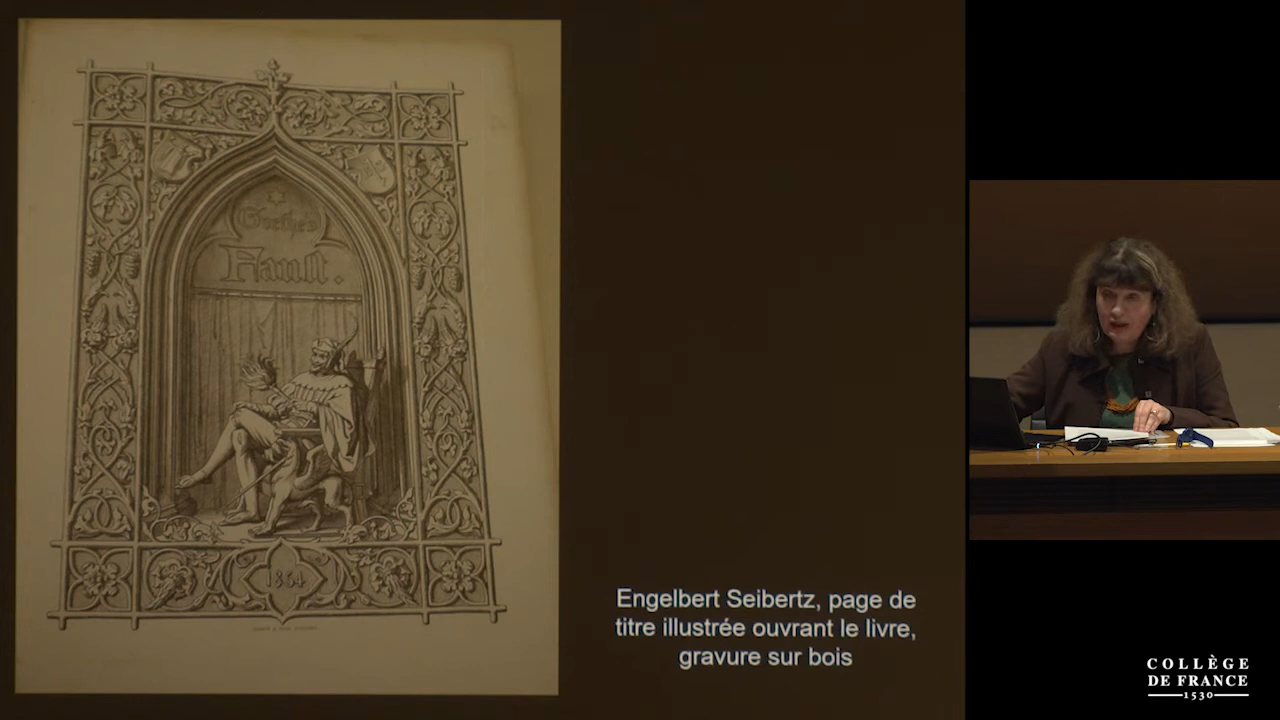 Goethe's
Faust.
1864
Engelbert Seibertz, page de
titre illustrée ouvrant le livre,
gravure sur bois
COLLÈGE
DE FRANCE
1530